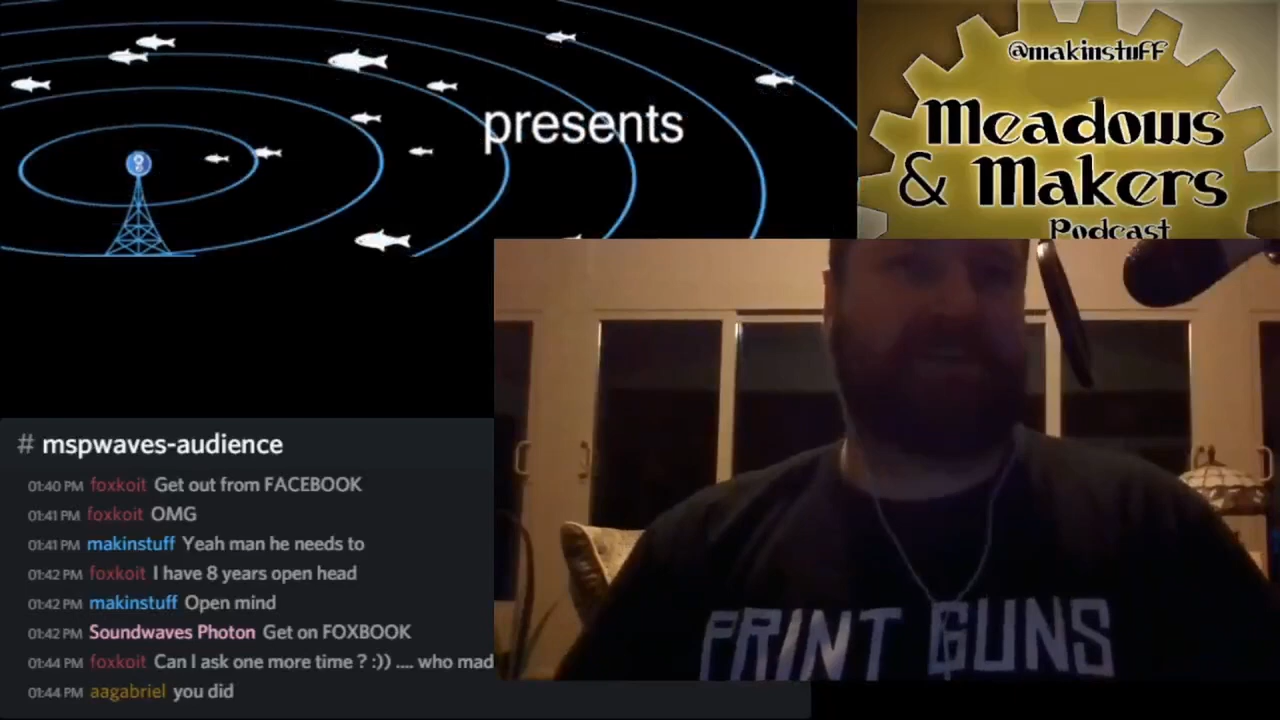 presents
@makinstuff
Meadows
& Makers
Podcast
# mspwaves-audience
01:40 PM foxkoit Get out from FACEBOOK
01:41 PM foxkoit OMG
01:41 PM makinstuff Yeah man he needs to
01:42 PM foxkoit I have 8 years open head
01:42 PM makinstuff Open mind
01:42 PM Soundwaves Photon Get on FOXBOOK
01:44 PM foxkoit Can I ask one more time ? :)) .... who mad
01:44 PM aagabriel you did
PRINT GUNS